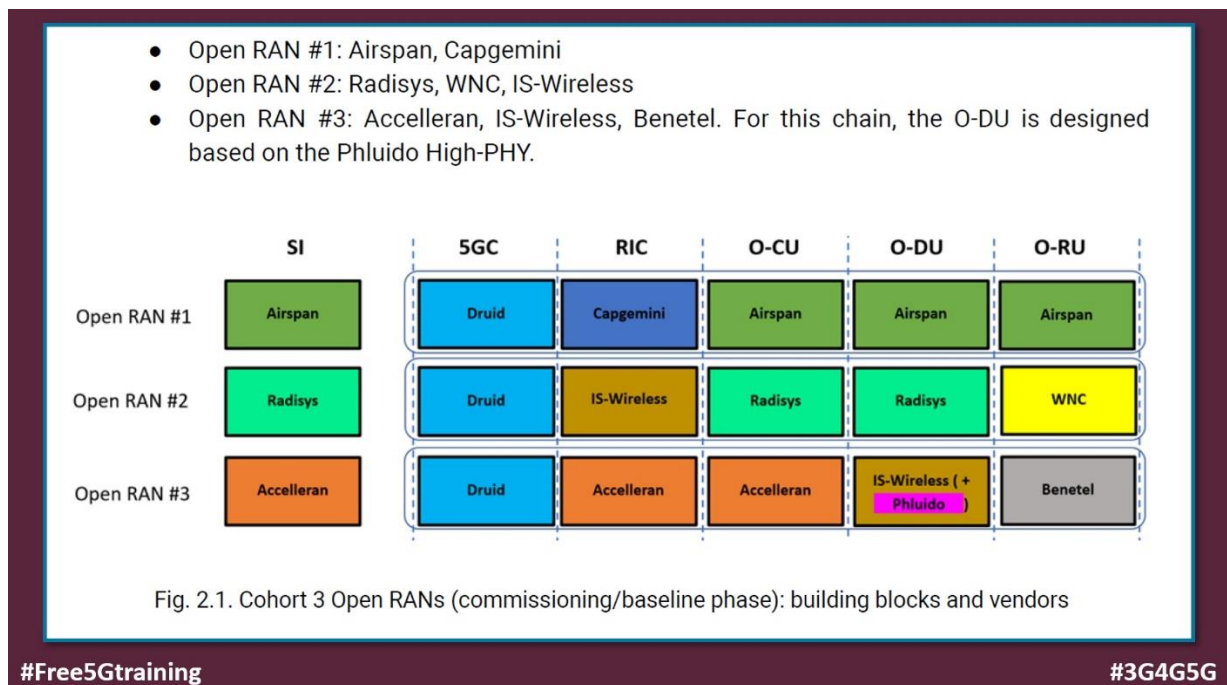 ● Open RAN #1: Airspan, Capgemini
● Open RAN #2: Radisys, WNC, IS-Wireless
● Open RAN #3: Accelleran, IS-Wireless, Benetel. For this chain, the O-DU is designed
based on the Phluido High-PHY.
SI 5GC RIC O-CU O-DU O-RU
Open RAN #1 Airspan Druid Capgemini Airspan Airspan Airspan
Open RAN #2 Radisys Druid IS-Wireless Radisys Radisys WNC
Open RAN #3 Accelleran Druid Accelleran Accelleran IS-Wireless ( + Phluido ) Benetel
Fig. 2.1. Cohort 3 Open RANs (commissioning/baseline phase): building blocks and vendors
#Free5Gtraining #3G4G5G